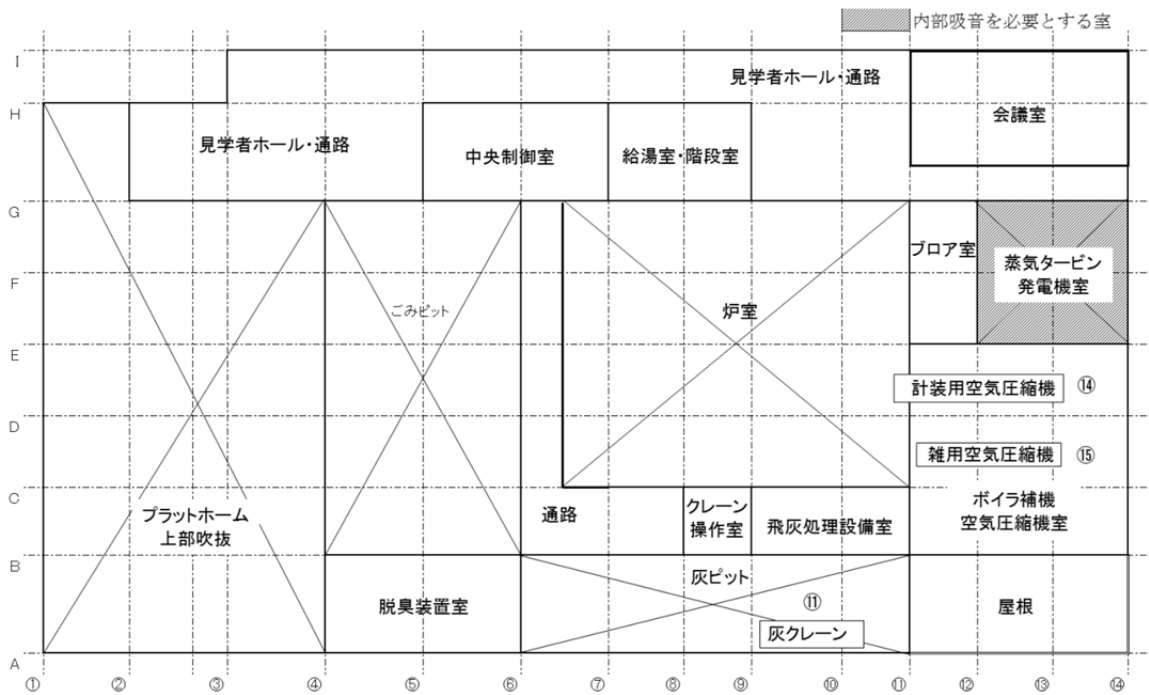 内部吸音を必要とする室
I
見学者ホール・通路
H
会議室
見学者ホール・通路
中央制御室
給湯室・階段室
G
ブロア室
蒸気タービン
発電機室
F
ごみピット
炉室
E
計装用空気圧縮機
⑭
D
雑用空気圧縮機
⑮
C
クレーン
操作室
ボイラ補機
空気圧縮機室
プラットホーム
上部吹抜
通路
飛灰処理設備室
B
灰ピット
脱臭装置室
⑪
屋根
灰クレーン
A
① ② ③ ④ ⑤ ⑥ ⑦ ⑧ ⑨ ⑩ ⑪ ⑫ ⑬ ⑭